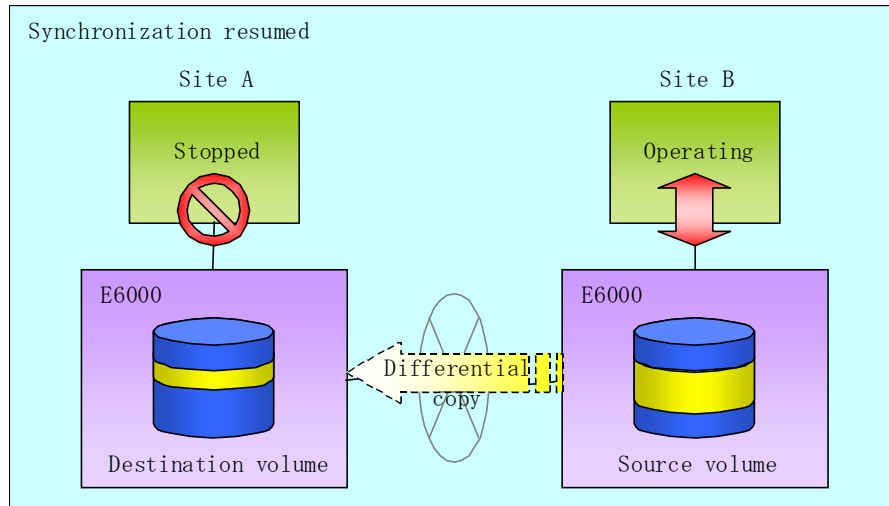 Synchronization resumed
Site A
Site B
Stopped
Operating
E6000
E6000
Differential
copy
Destination volume
Source volume